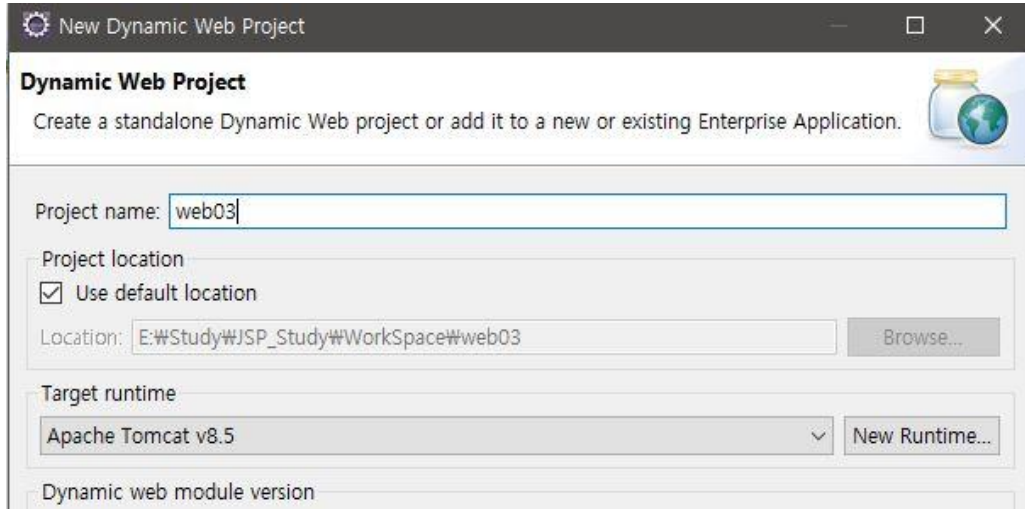 New Dynamic Web Project
Dynamic Web Project
Create a standalone Dynamic Web project or add it to a new or existing Enterprise Application.
Project name: web03
Project location
Use default location
Location: E:₩Study₩JSP_Study₩WorkSpace₩web03 Browse...
Target runtime
Apache Tomcat v8.5 New Runtime...
Dynamic web module version